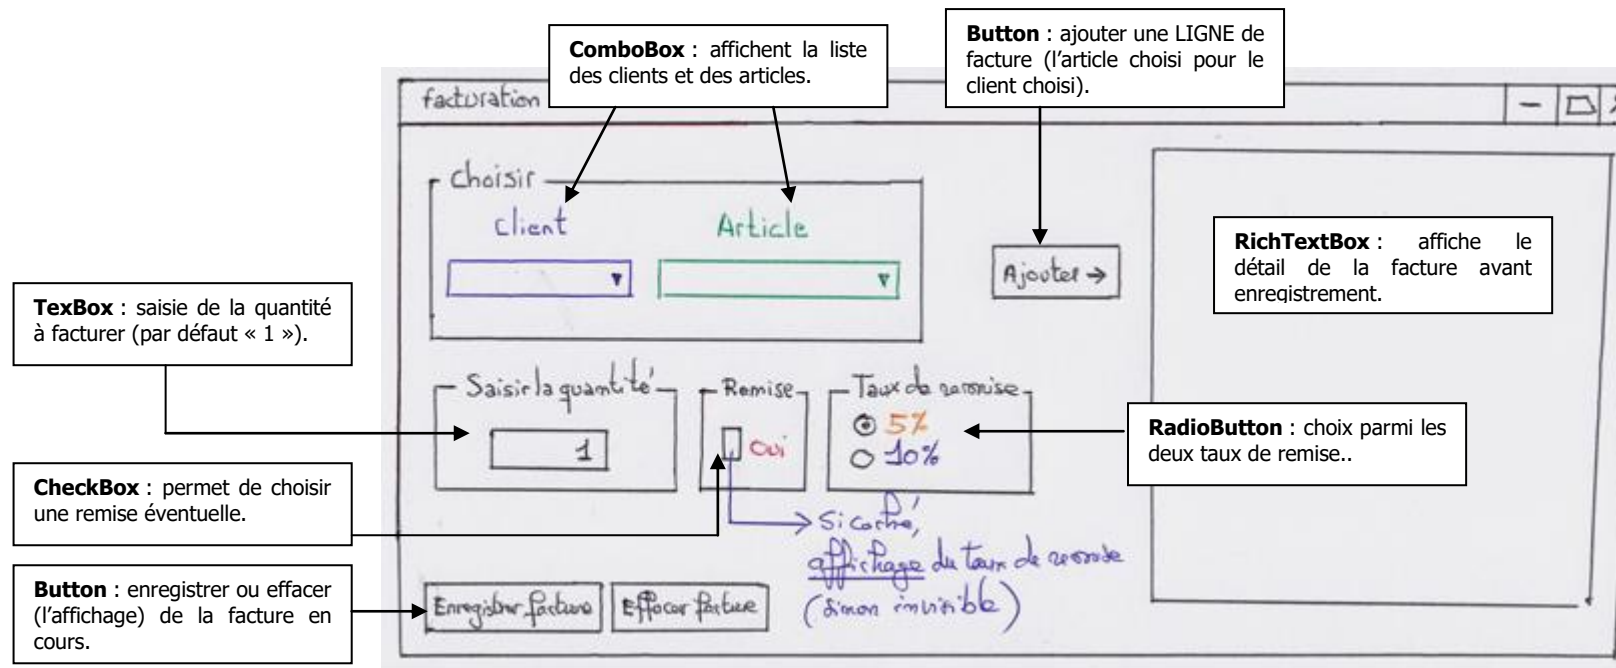 ComboBox : affichent la liste
des clients et des articles.
Button : ajouter une LIGNE de
facture (l'article choisi pour le
client choisi).
facturation
Choisir
Client
Article
Ajouter →
RichTextBox : affiche le
détail de la facture avant
enregistrement.
TexBox : saisie de la quantité
à facturer (par défaut « 1 »).
Saisir la quantité
1
Remise
Oui
Taux de remise
5%
10%
RadioButton : choix parmi les
deux taux de remise..
CheckBox : permet de choisir
une remise éventuelle.
Si coché,
affichage du taux de remise
(sinon invisible)
Button : enregistrer ou effacer
(l'affichage) de la facture en
cours.
Enregistrer facture
Effacer facture